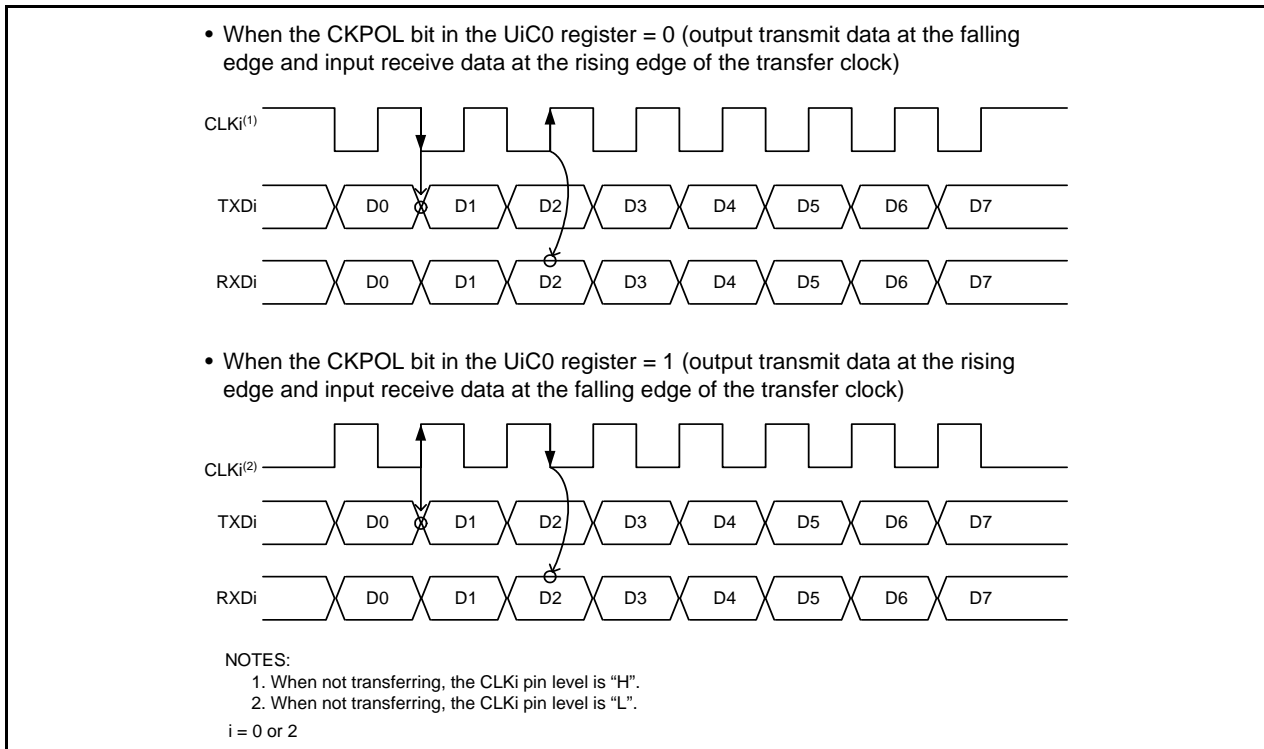 • When the CKPOL bit in the UiC0 register = 0 (output transmit data at the falling
edge and input receive data at the rising edge of the transfer clock)
CLKi(1)
TXDi D0 D1 D2 D3 D4 D5 D6 D7
RXDi D0 D1 D2 D3 D4 D5 D6 D7
• When the CKPOL bit in the UiC0 register = 1 (output transmit data at the rising
edge and input receive data at the falling edge of the transfer clock)
CLKi(2)
TXDi D0 D1 D2 D3 D4 D5 D6 D7
RXDi D0 D1 D2 D3 D4 D5 D6 D7
NOTES:
1. When not transferring, the CLKi pin level is “H”.
2. When not transferring, the CLKi pin level is “L”.
i = 0 or 2